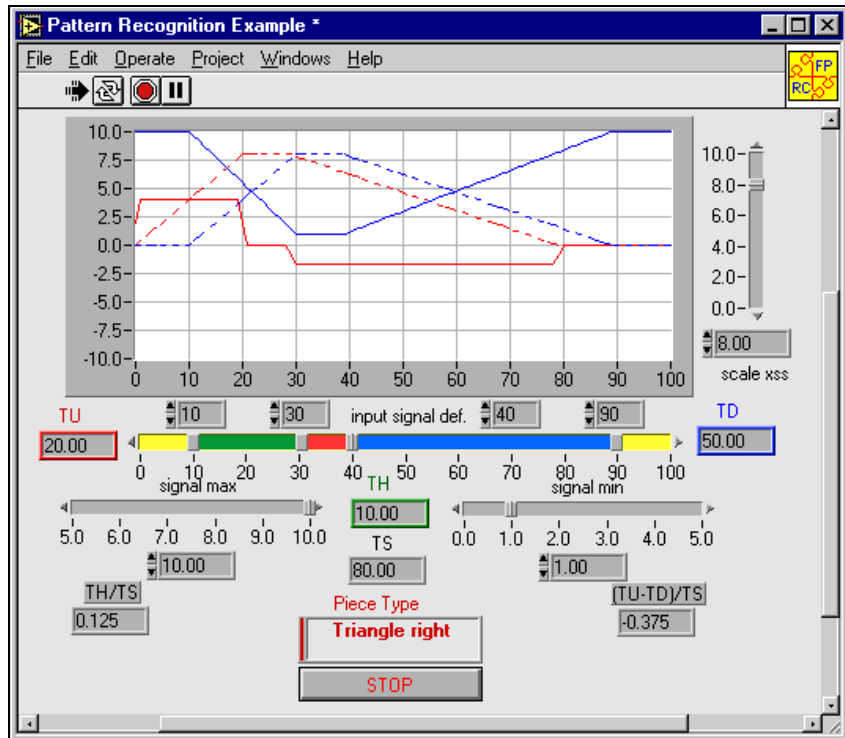 Pattern Recognition Example *
File Edit Operate Project Windows Help
FP
RC
10.0
7.5
5.0
2.5
0.0
-2.5
-5.0
-7.5
-10.0
0 10 20 30 40 50 60 70 80 90 100
10.0
8.0
6.0
4.0
2.0
0.0
8.00
scale xss
TU 10 30 input signal def. 40 90 TD
20.00 50.00
0 10 20 30 40 50 60 70 80 90 100
signal max TH signal min
5.0 6.0 7.0 8.0 9.0 10.0 10.00 0.0 1.0 2.0 3.0 4.0 5.0
TS
10.00 80.00 1.00
TH/TS (TU-TD)/TS
0.125 -0.375
Piece Type
Triangle right
STOP